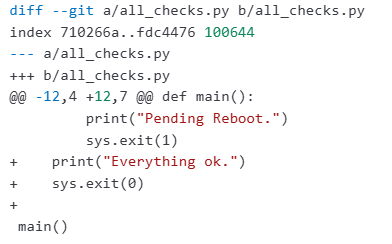 diff --git a/all_checks.py b/all_checks.py
index 710266a..fdc4476 100644
--- a/all_checks.py
+++ b/all_checks.py
@@ -12,4 +12,7 @@ def main():
         print("Pending Reboot.")
         sys.exit(1)
+    print("Everything ok.")
+    sys.exit(0)
+
 main()